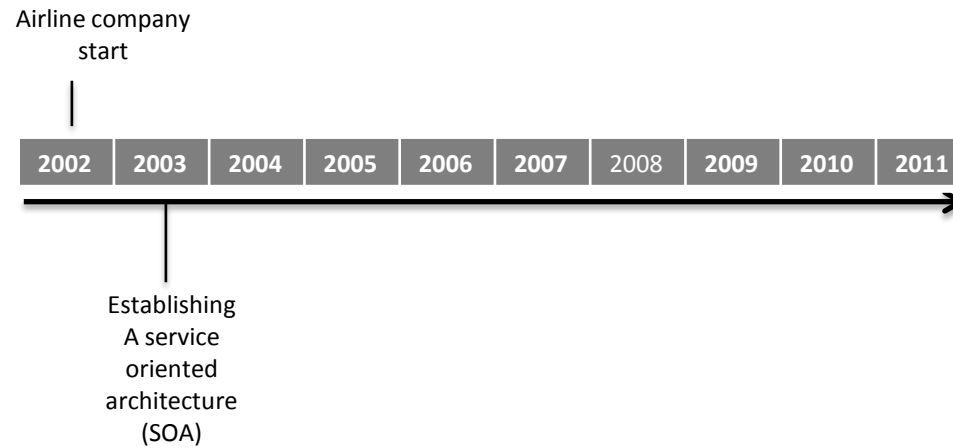 Airline company
start
2002 2003 2004 2005 2006 2007 2008 2009 2010 2011
Establishing
A service
oriented
architecture
(SOA)